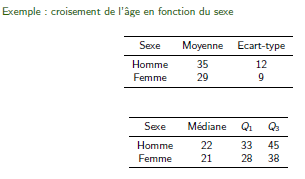 Exemple : croisement de l'âge en fonction du sexe
Sexe Moyenne Ecart-type
Homme 35 12
Femme 29 9
Sexe Médiane Q1 Q3
Homme 22 33 45
Femme 21 28 38